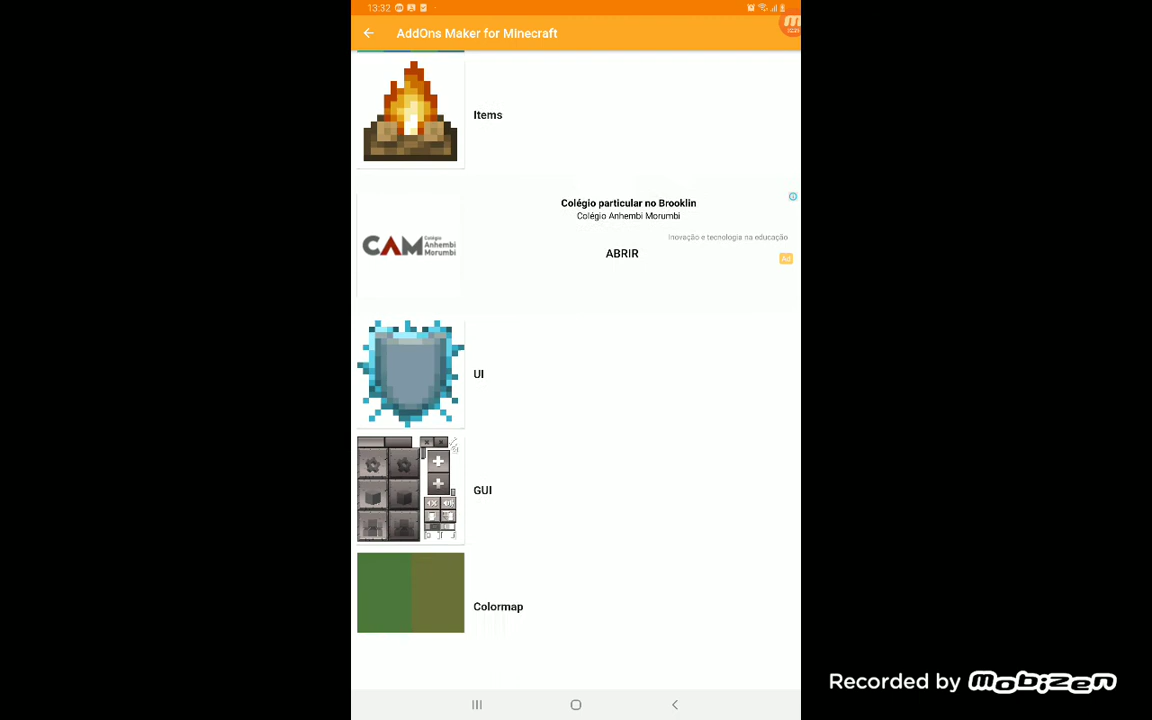 13:32
AddOns Maker for Minecraft
Items
Colégio particular no Brooklin
Colégio Anhembi Morumbi
Inovação e tecnologia na educação
ABRIR
Ad
CAM Colégio
Anhembi
Morumbi
UI
GUI
Colormap
Recorded by mobizen